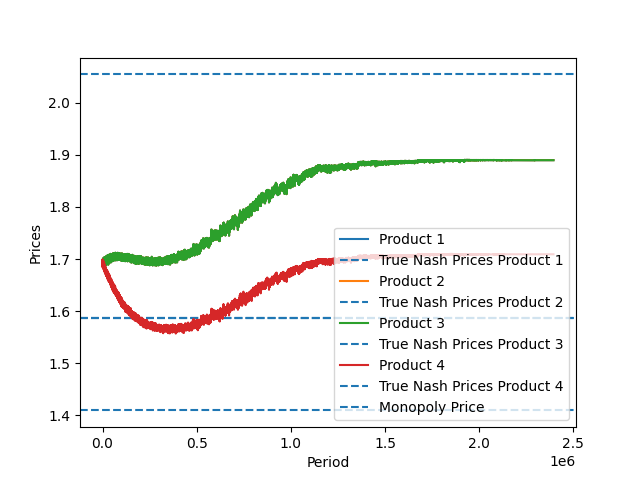 2.0
1.9
1.8
1.7
1.6
1.5
1.4
Prices
0.0 0.5 1.0 1.5 2.0 2.5
1e6
Period
Product 1
True Nash Prices Product 1
Product 2
True Nash Prices Product 2
Product 3
True Nash Prices Product 3
Product 4
True Nash Prices Product 4
Monopoly Price